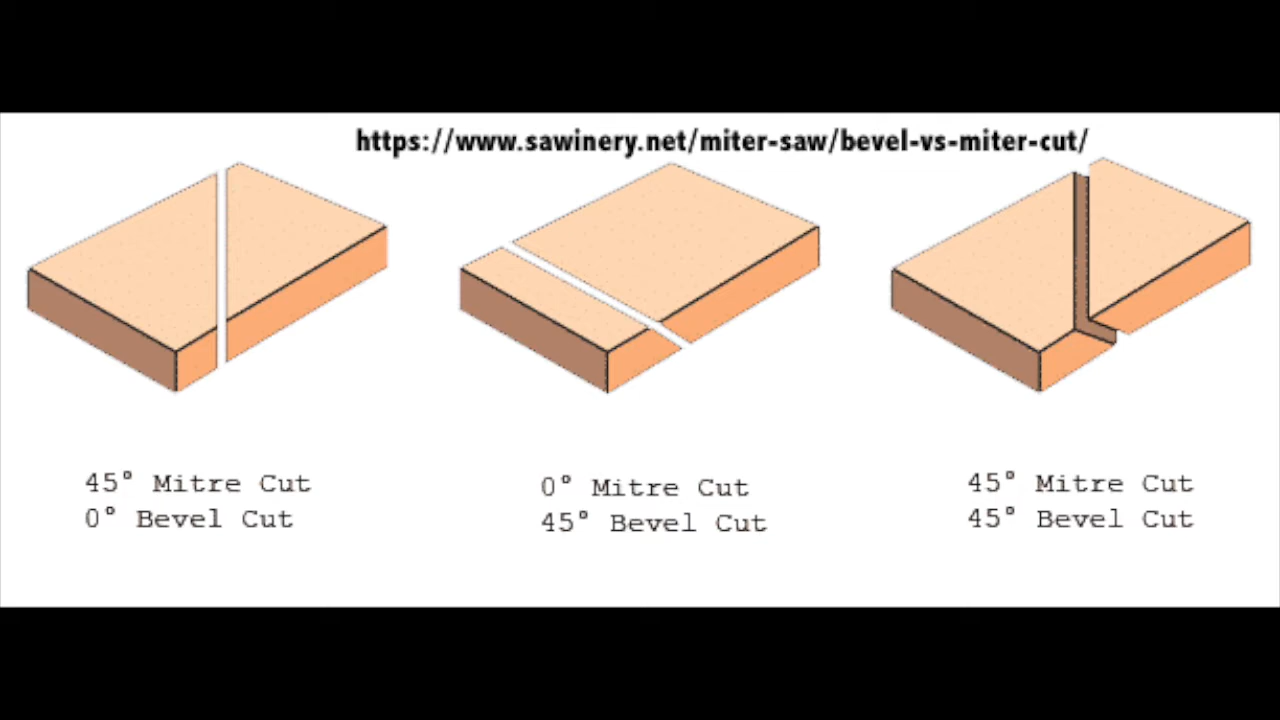 https://www.sawinery.net/miter-saw/bevel-vs-miter-cut/
45° Mitre Cut
0° Bevel Cut
0° Mitre Cut
45° Bevel Cut
45° Mitre Cut
45° Bevel Cut